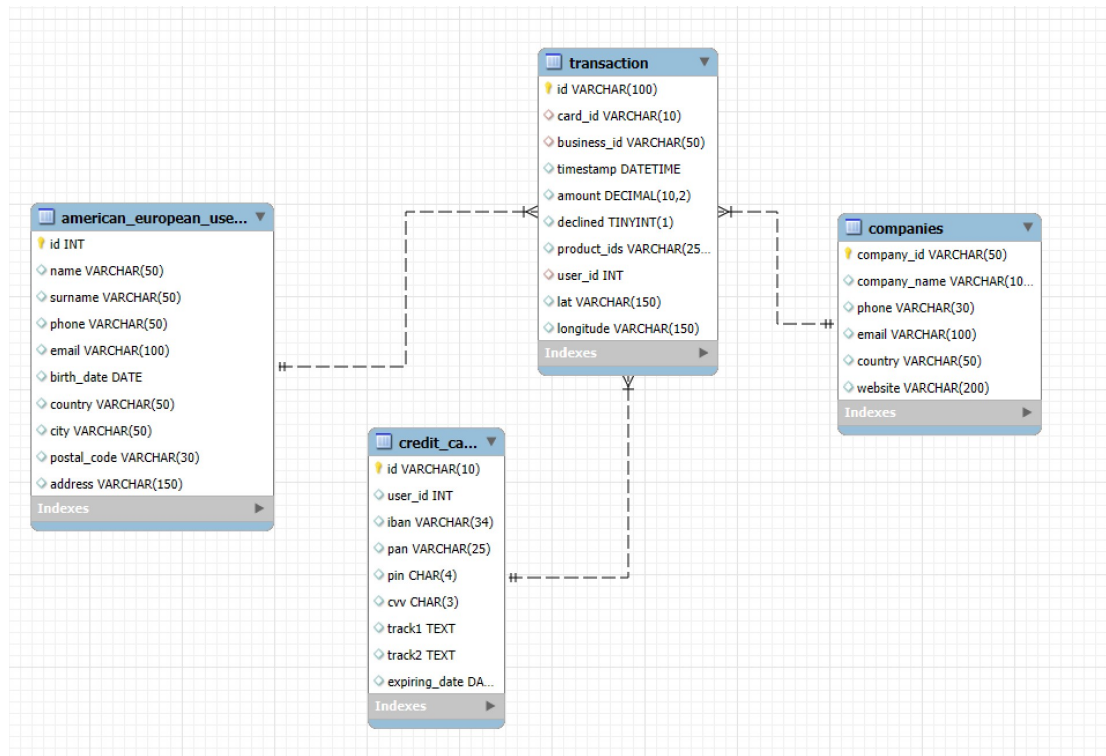 transaction
id VARCHAR(100)
card_id VARCHAR(10)
business_id VARCHAR(50)
timestamp DATETIME
amount DECIMAL(10,2)
declined TINYINT(1)
product_ids VARCHAR(25...
user_id INT
lat VARCHAR(150)
longitude VARCHAR(150)
Indexes
american_european_use...
id INT
name VARCHAR(50)
surname VARCHAR(50)
phone VARCHAR(50)
email VARCHAR(100)
birth_date DATE
country VARCHAR(50)
city VARCHAR(50)
postal_code VARCHAR(30)
address VARCHAR(150)
Indexes
companies
company_id VARCHAR(50)
company_name VARCHAR(10...
phone VARCHAR(30)
email VARCHAR(100)
country VARCHAR(50)
website VARCHAR(200)
Indexes
credit_ca...
id VARCHAR(10)
user_id INT
iban VARCHAR(34)
pan VARCHAR(25)
pin CHAR(4)
cvv CHAR(3)
track1 TEXT
track2 TEXT
expiring_date DA...
Indexes